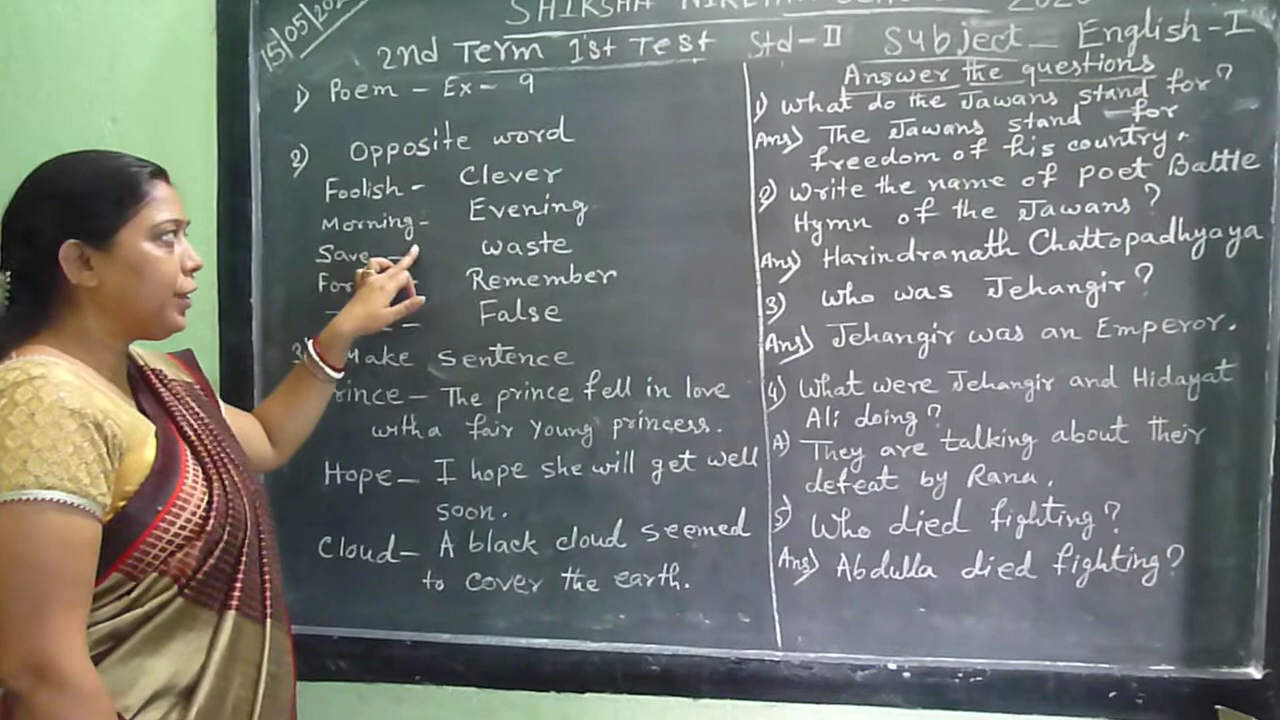 15/05/20
SHIKSHA
2nd Term 1st Test Std-II Subject- English-I
1) Poem - Ex- 9
2) Opposite word
Foolish - Clever
Morning- Evening
Save - waste
For Remember
- False
3) Make sentence
rince - The prince fell in love
with a fair young princess.
Hope - I hope she will get well
soon.
Cloud - A black cloud seemed
to cover the earth.
Answer the questions
1) What do the Jawans stand for?
Ans) The Jawans stand for
freedom of his country.
2) Write the name of poet Battle
Hymn of the Jawans?
Ans) Harindranath Chattopadhyaya
3) Who was Jehangir?
Ans) Jehangir was an Emperor.
4) What were Jehangir and Hidayat
Ali doing?
A) They are talking about their
defeat by Rana.
5) Who died fighting?
Ans) Abdulla died fighting?